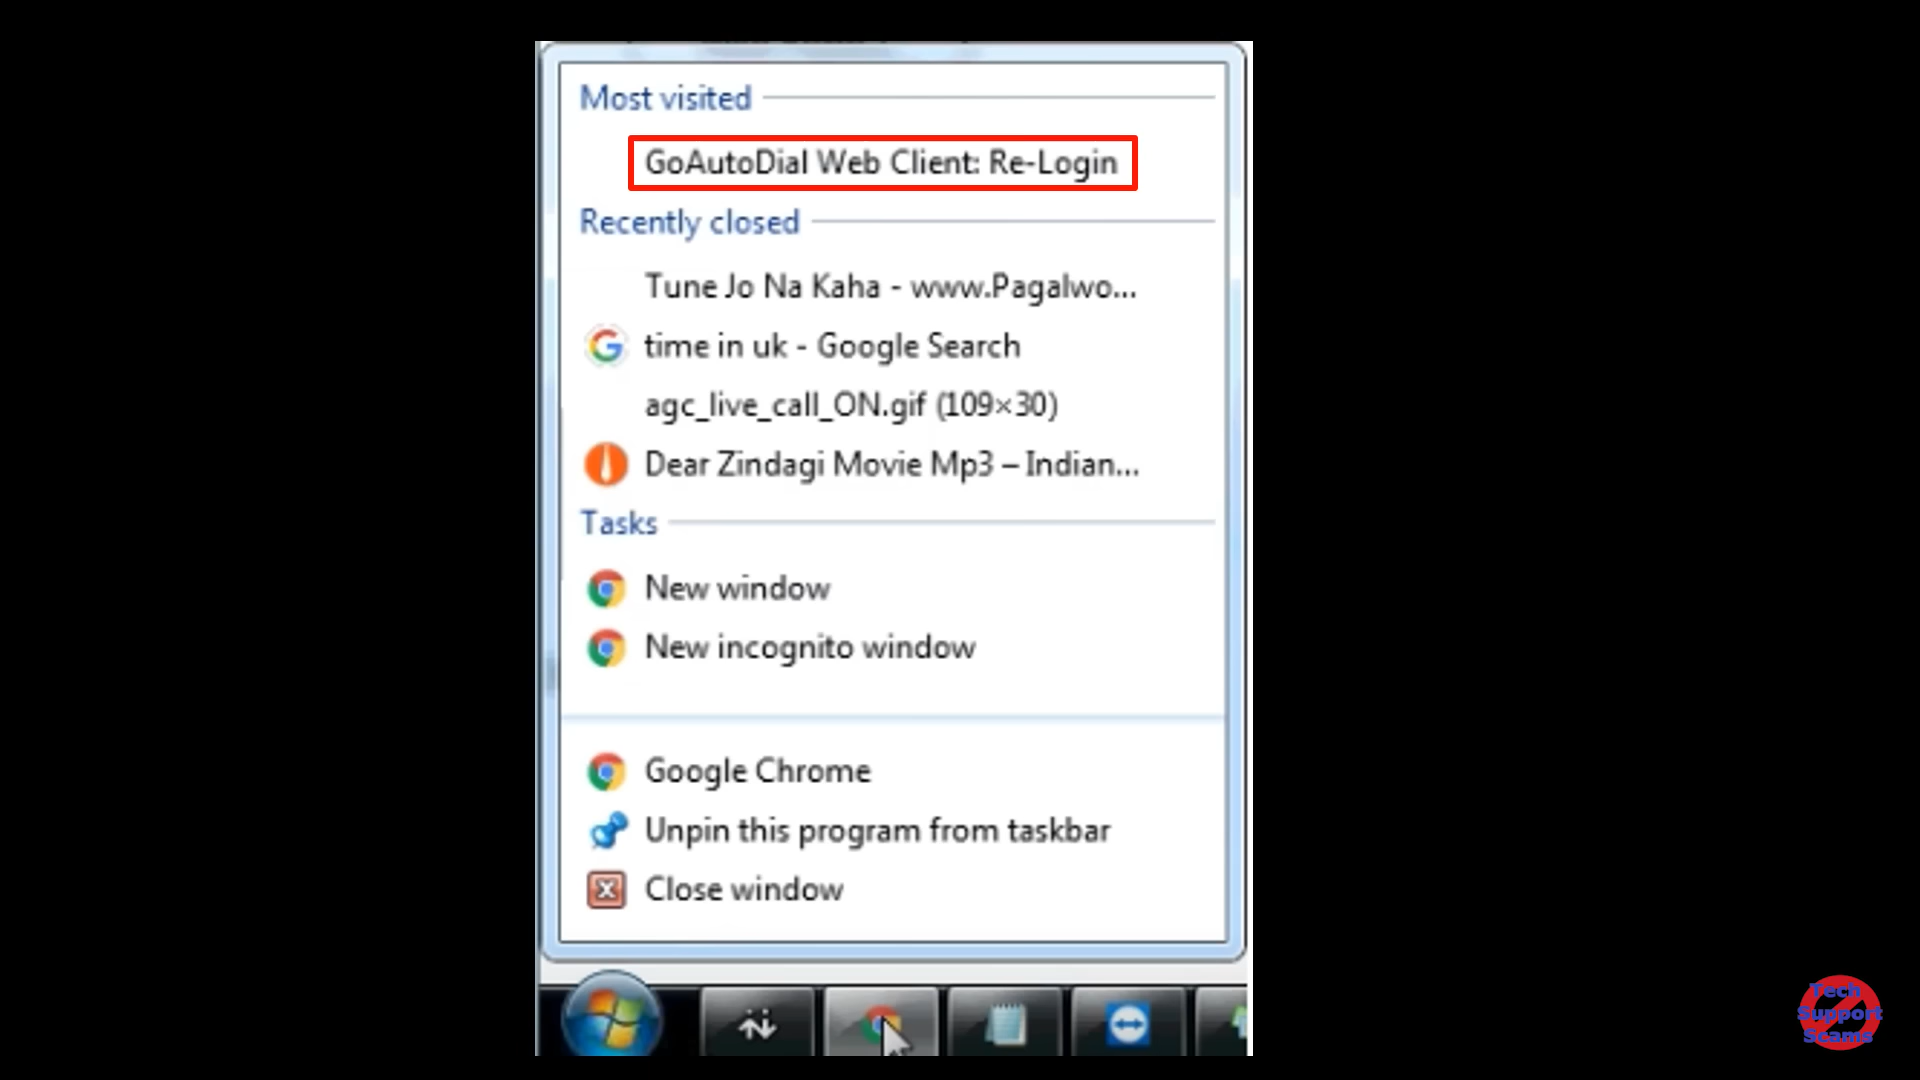 Most visited
GoAutoDial Web Client: Re-Login
Recently closed
Tune Jo Na Kaha - www.Pagalwo...
time in uk - Google Search
agc_live_call_ON.gif (109×30)
Dear Zindagi Movie Mp3 – Indian...
Tasks
New window
New incognito window
Google Chrome
Unpin this program from taskbar
Close window
Tech
Support
Scams